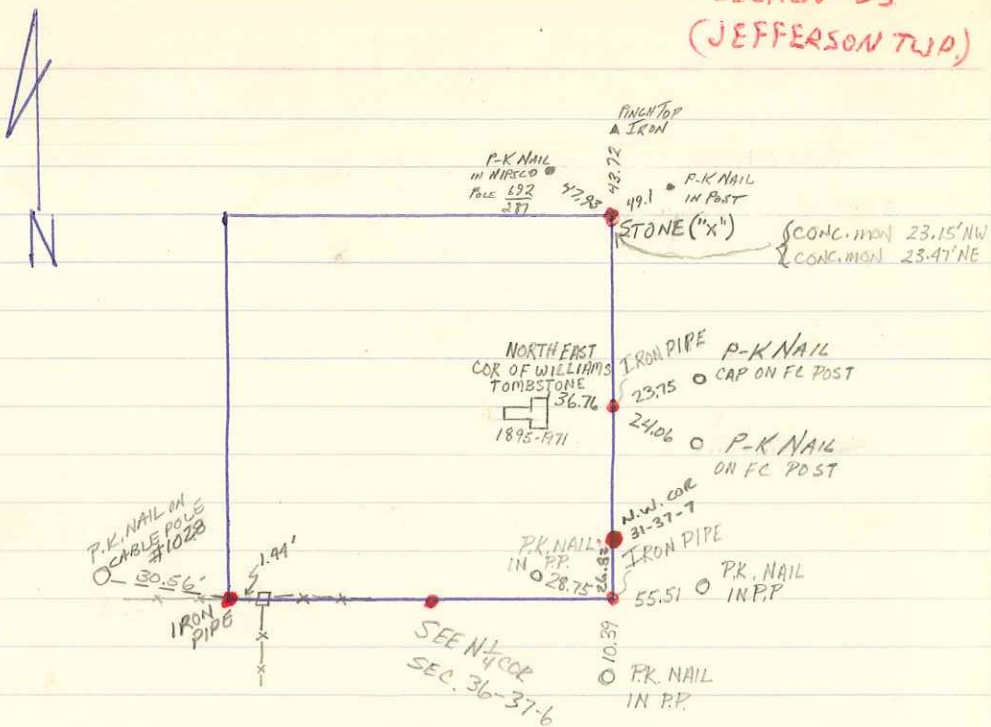 (JEFFERSON TWP.)
N
PINCH TOP
IRON
43.72
P-K NAIL
IN NIPSCO
POLE 692/287
47.93
49.1
P-K NAIL
IN POST
STONE ("X")
CONC. MON 23.15' NW
CONC. MON 23.47' NE
NORTH EAST
COR OF WILLIAMS
TOMBSTONE
36.76
1895-1971
IRON PIPE
P-K NAIL
CAP ON FC POST
23.75
24.06
P-K NAIL
ON FC POST
N.W. COR
31-37-7
26.82'
IRON PIPE
P.K. NAIL
IN P.P.
28.75
55.51
P.K. NAIL
IN P.P
10.39
P.K. NAIL
IN P.P.
P.K. NAIL ON
CABLE POLE
#1028
30.56'
1.44'
IRON
PIPE
SEE N 1/4 COR
SEC. 36-37-6